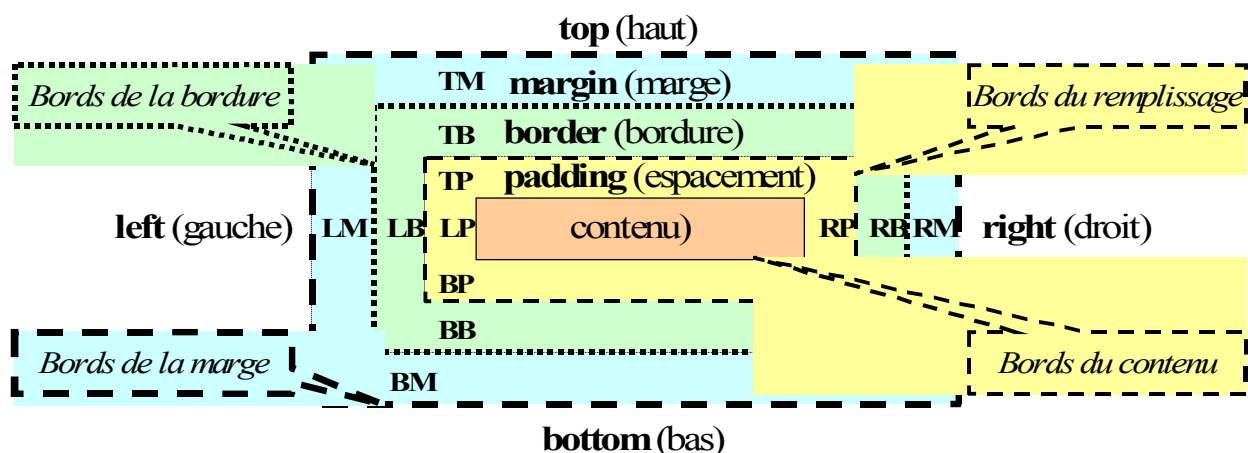 top (haut)
Bords de la bordure
TM margin (marge)
Bords du remplissage
TB border (bordure)
TP padding (espacement)
left (gauche) LM LB LP contenu) RP RB RM right (droit)
BP
BB
Bords de la marge
Bords du contenu
BM
bottom (bas)